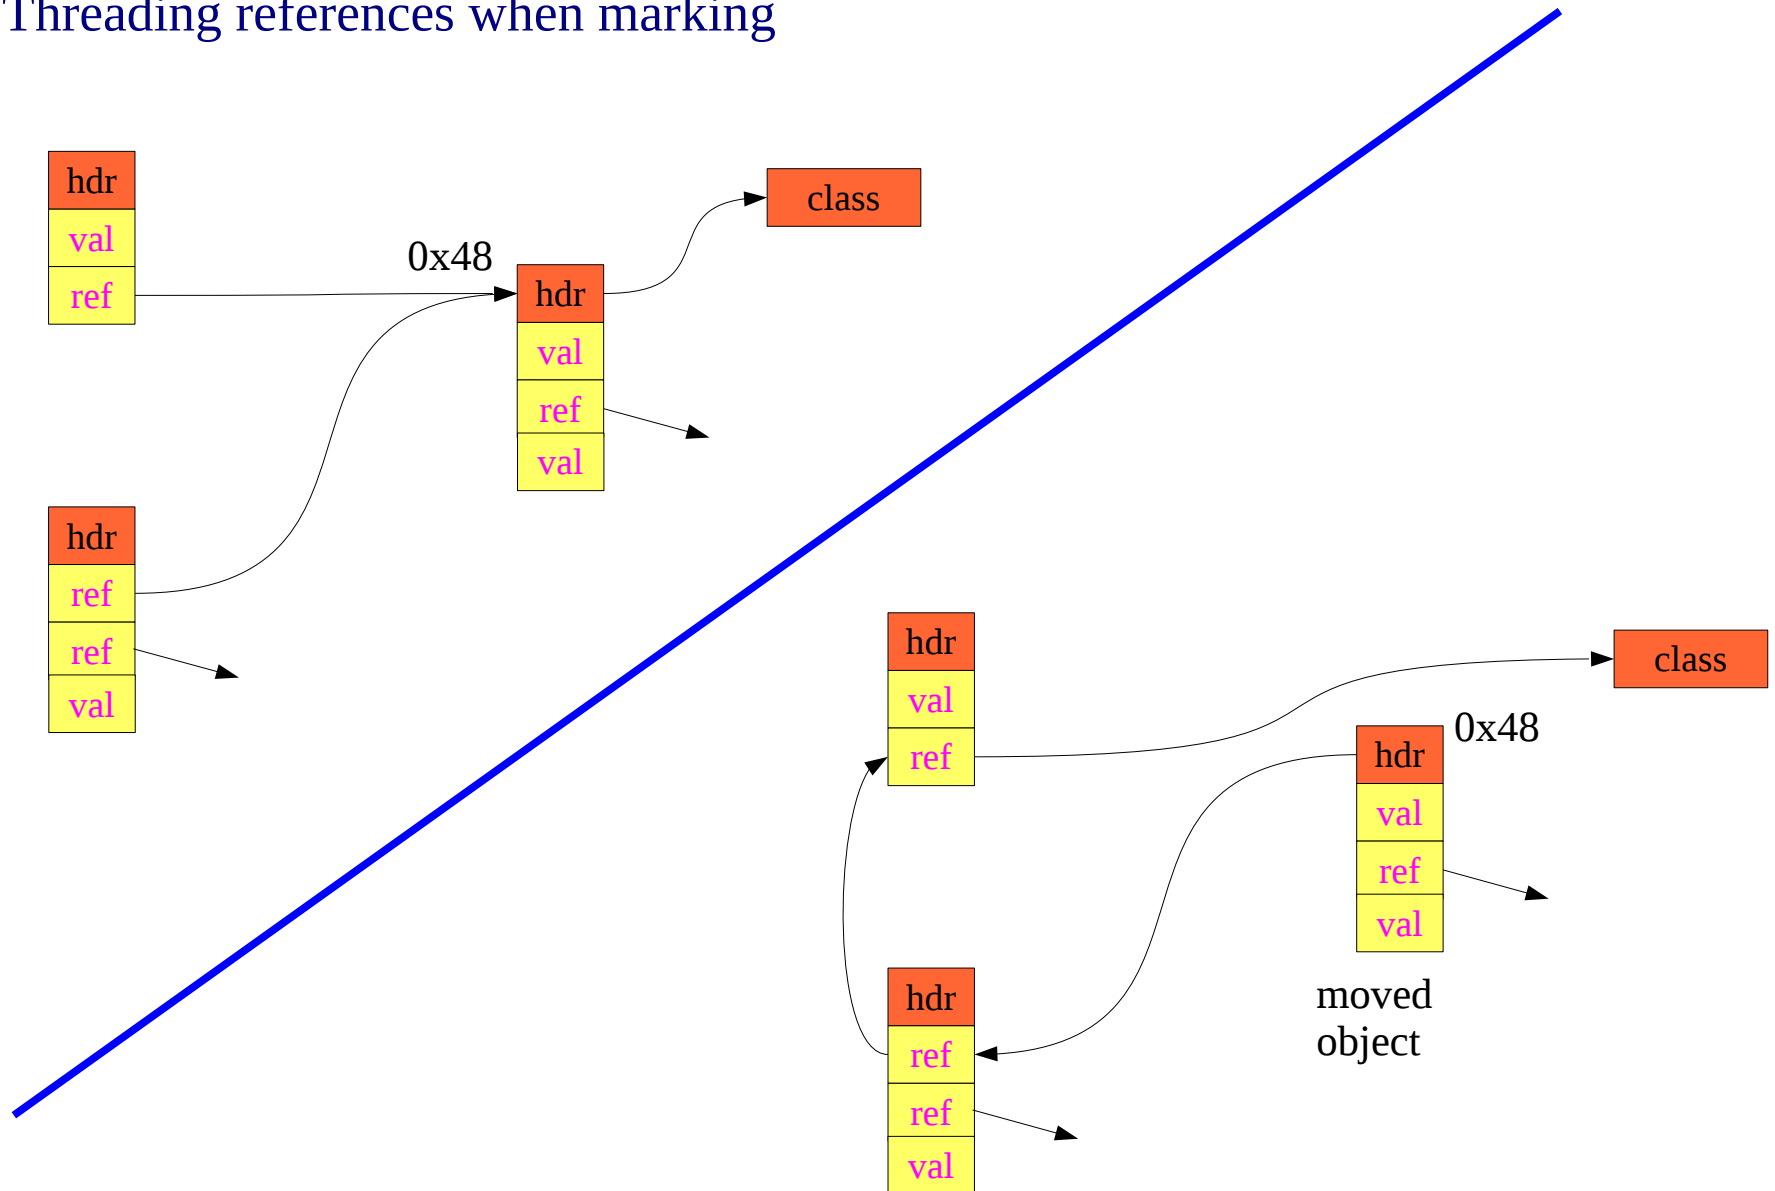 Threading references when marking
hdr
val
ref
0x48
hdr
val
ref
val
class
hdr
ref
ref
val
hdr
val
ref
class
0x48
hdr
val
ref
val
moved
object
hdr
ref
ref
val